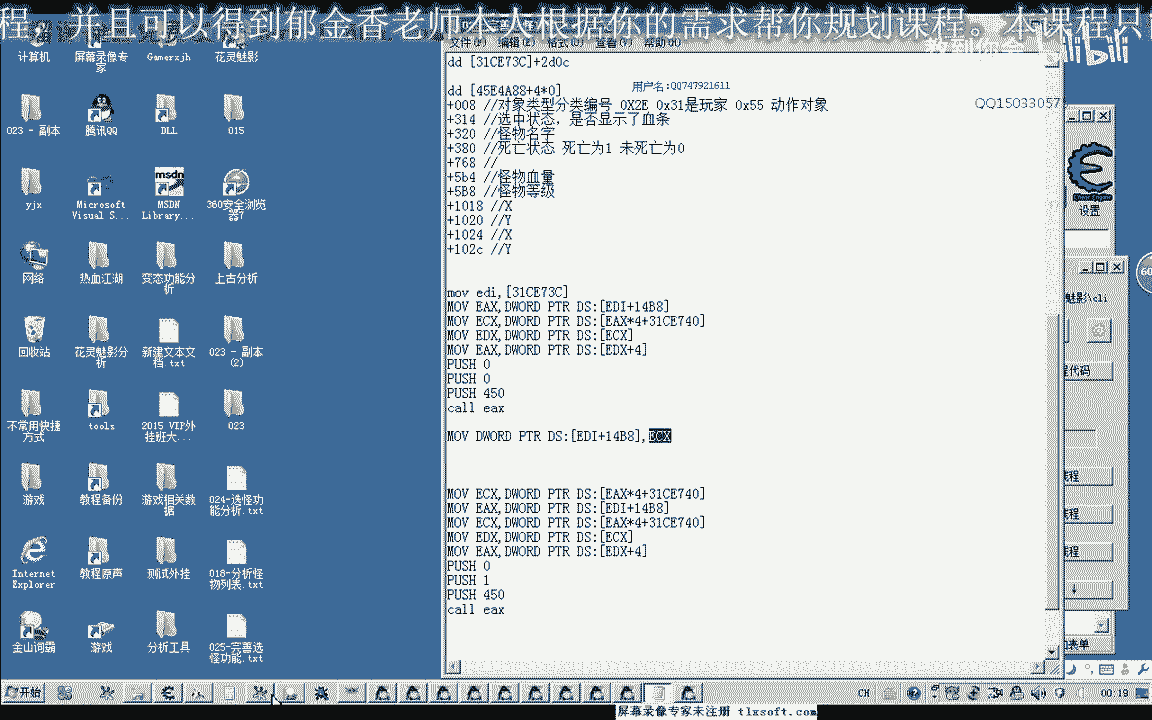 程。并且可以得到郁金香老师本人根据你的需求帮你规划课程。本课程只
教到你会
bilibili
计算机
屏幕录像专家
Gamerxjh
花灵魅影
文件(F) 编辑(E) 格式(O) 查看(V) 帮助(H)
dd [31CE73C]+2d0c
用户名:QQ747921611
QQ15033057
dd [45E4A88+4*0]
+008 //对象类型分类编号 0X2E 0x31是玩家 0x55 动作对象
+314 //选中状态, 是否显示了血条
+320 //怪物名字
+380 //死亡状态 死亡为1 未死亡为0
+768 //
+5b4 //怪物血量
+5B8 //怪物等级
+1018 //X
+1020 //Y
+1024 //X
+102c //Y
mov edi,[31CE73C]
MOV EAX,DWORD PTR DS:[EDI+14B8]
MOV ECX,DWORD PTR DS:[EAX*4+31CE740]
MOV EDX,DWORD PTR DS:[ECX]
MOV EAX,DWORD PTR DS:[EDX+4]
PUSH 0
PUSH 0
PUSH 450
call eax
MOV DWORD PTR DS:[EDI+14B8],ECX
MOV ECX,DWORD PTR DS:[EAX*4+31CE740]
MOV EAX,DWORD PTR DS:[EDI+14B8]
MOV ECX,DWORD PTR DS:[EAX*4+31CE740]
MOV EDX,DWORD PTR DS:[ECX]
MOV EAX,DWORD PTR DS:[EDX+4]
PUSH 0
PUSH 1
PUSH 450
call eax
023 - 副本
腾讯QQ
DLL
015
yjx
Microsoft Visual S...
msdn
MSDN Library...
360安全浏览器7
网络
热血江湖
变态功能分析
上古分析
回收站
花灵魅影分析
新建文本文档.txt
023 - 副本 (2)
不常用快捷方式
tools
2015 VIP外挂班大...
023
游戏
教程备份
游戏相关数据
024-选怪功能分析.txt
Internet Explorer
教程原声
测试外挂
018-分析怪物列表.txt
金山词霸
游戏
分析工具
025-完善选怪功能.txt
设置
60
魅影\cli
程代码
线程
线程
线程
表单
开始
CH
00:19
屏幕录像专家未注册 tlxsoft.com